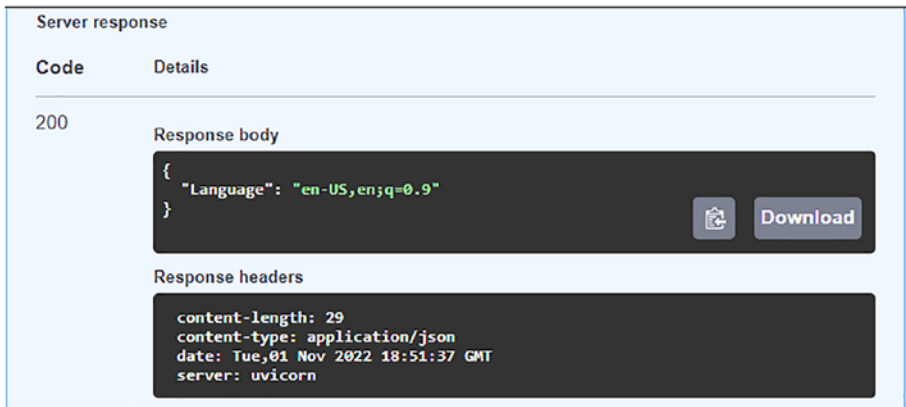 Server response
Code Details
200
Response body
{
"Language": "en-US,en;q=0.9"
}
Download
Response headers
content-length: 29
content-type: application/json
date: Tue,01 Nov 2022 18:51:37 GMT
server: uvicorn